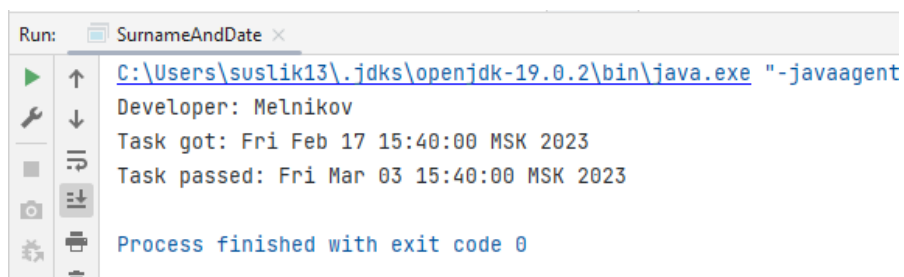 Run: SurnameAndDate
C:\Users\suslik13\.jdks\openjdk-19.0.2\bin\java.exe "-javaagent
Developer: Melnikov
Task got: Fri Feb 17 15:40:00 MSK 2023
Task passed: Fri Mar 03 15:40:00 MSK 2023
Process finished with exit code 0